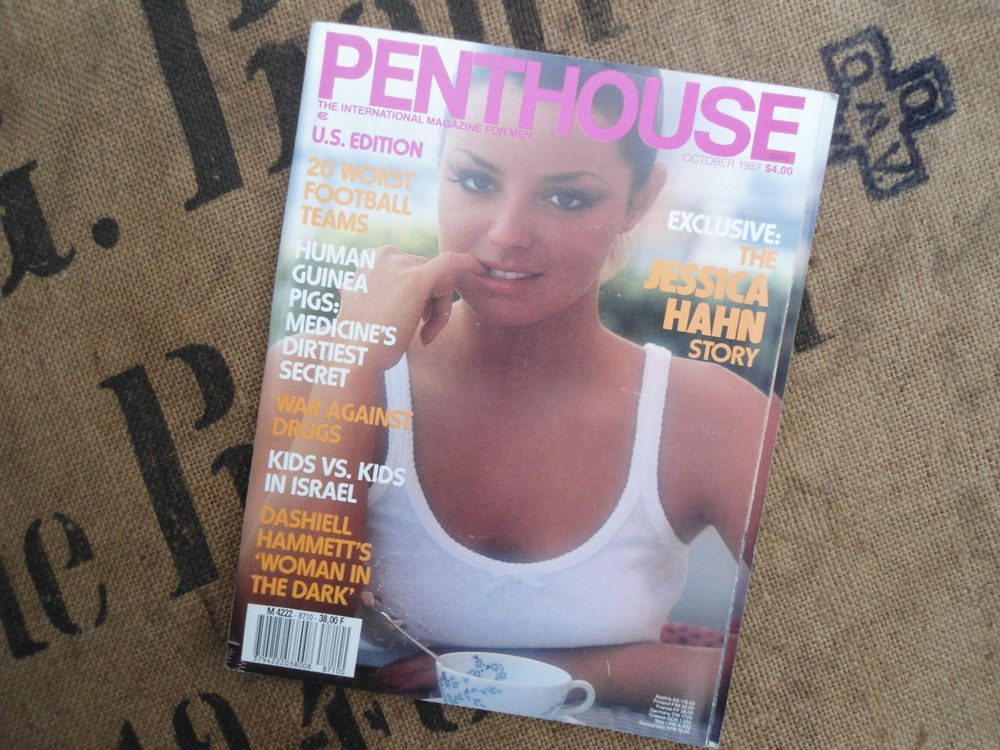 PENTHOUSE
THE INTERNATIONAL MAGAZINE FOR MEN
OCTOBER 1987 $4.00
U.S. EDITION
20 WORST
FOOTBALL
TEAMS
HUMAN
GUINEA
PIGS:
MEDICINE'S
DIRTIEST
SECRET
WAR AGAINST
DRUGS
KIDS VS. KIDS
IN ISRAEL
DASHIELL
HAMMETT'S
'WOMAN IN
THE DARK'
EXCLUSIVE:
THE
JESSICA
HAHN
STORY
M 4222 - 8710 - 38.00 F
3794222038008 87100